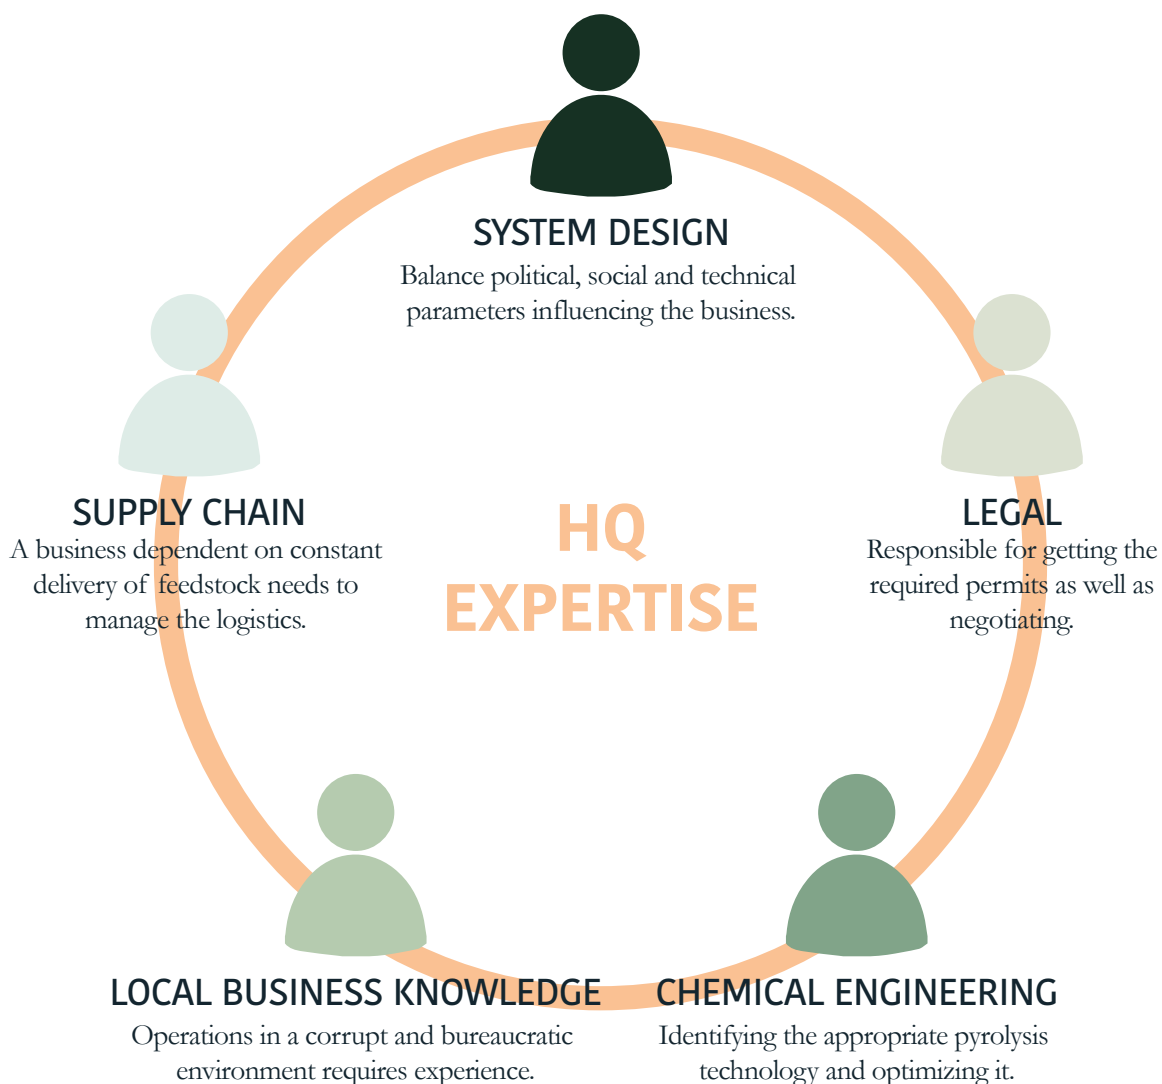 SYSTEM DESIGN
Balance political, social and technical
parameters influencing the business.
SUPPLY CHAIN
A business dependent on constant
delivery of feedstock needs to
manage the logistics.
HQ
EXPERTISE
LEGAL
Responsible for getting the
required permits as well as
negotiating.
LOCAL BUSINESS KNOWLEDGE
Operations in a corrupt and bureaucratic
environment requires experience.
CHEMICAL ENGINEERING
Identifying the appropriate pyrolysis
technology and optimizing it.